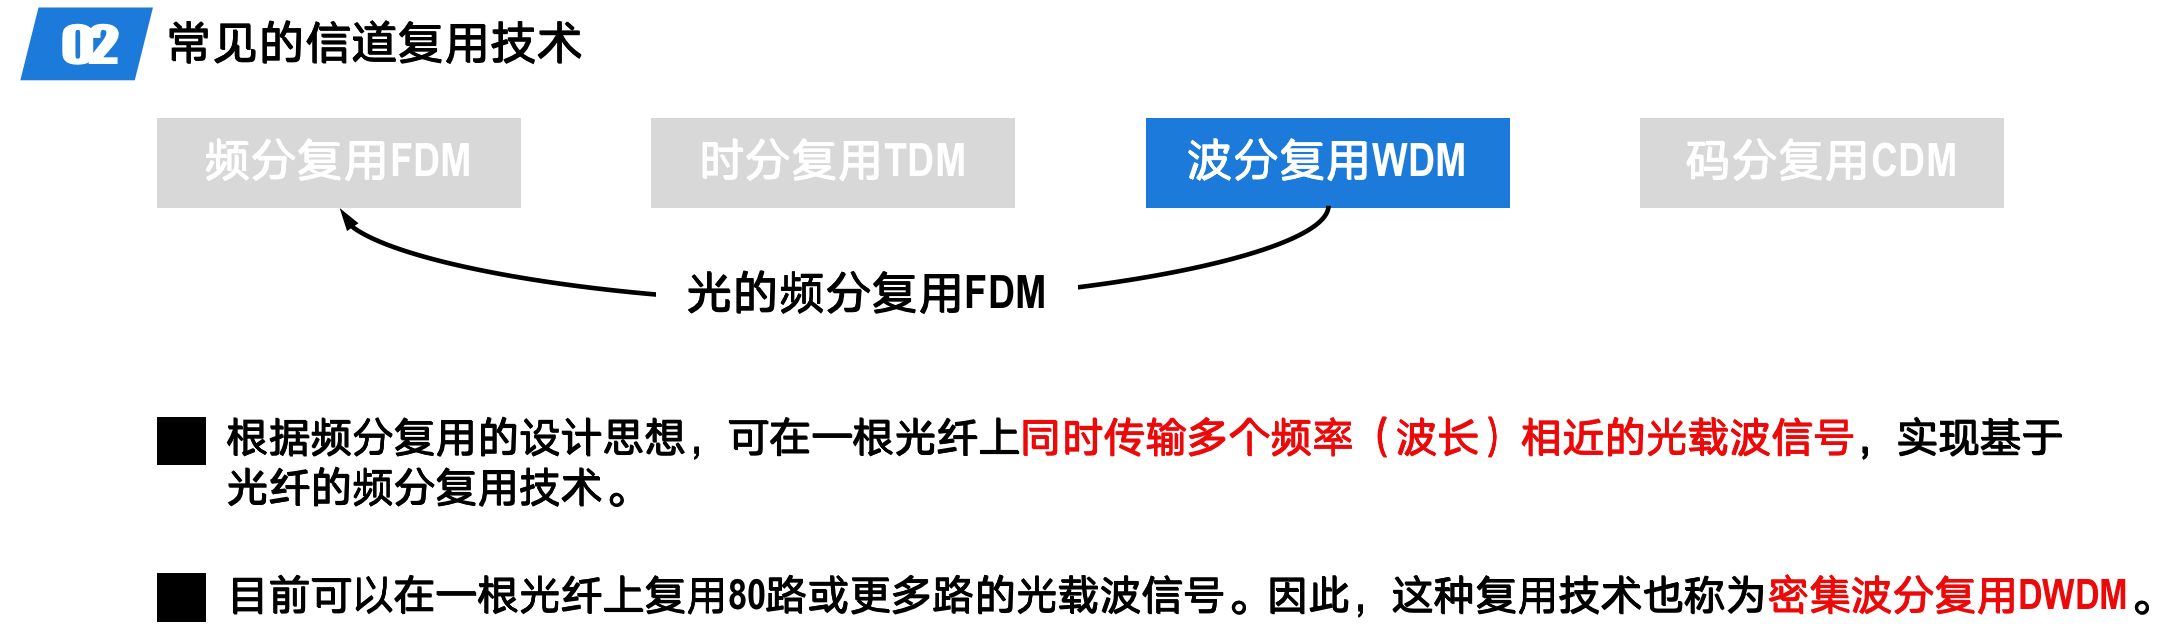 02 常见的信道复用技术
频分复用FDM 时分复用TDM 波分复用WDM 码分复用CDM
光的频分复用FDM
根据频分复用的设计思想，可在一根光纤上同时传输多个频率（波长）相近的光载波信号，实现基于
光纤的频分复用技术。
目前可以在一根光纤上复用80路或更多路的光载波信号。因此，这种复用技术也称为密集波分复用DWDM。